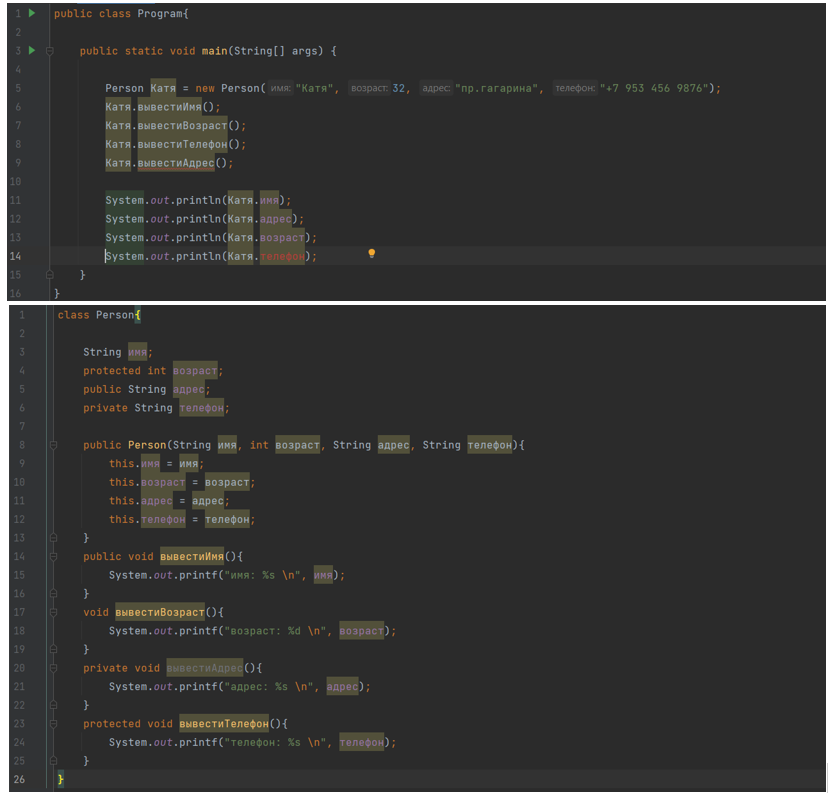 1 public class Program{
2
3 public static void main(String[] args) {
4
5 Person Катя = new Person( имя: "Катя", возраст: 32, адрес: "пр.гагарина", телефон: "+7 953 456 9876");
6 Катя.вывестиИмя();
7 Катя.вывестиВозраст();
8 Катя.вывестиТелефон();
9 Катя.вывестиАдрес();
10
11 System.out.println(Катя.имя);
12 System.out.println(Катя.адрес);
13 System.out.println(Катя.возраст);
14 System.out.println(Катя.телефон);
15 }
16 }
1 class Person{
2
3 String имя;
4 protected int возраст;
5 public String адрес;
6 private String телефон;
7
8 public Person(String имя, int возраст, String адрес, String телефон){
9 this.имя = имя;
10 this.возраст = возраст;
11 this.адрес = адрес;
12 this.телефон = телефон;
13 }
14 public void вывестиИмя(){
15 System.out.printf("имя: %s \n", имя);
16 }
17 void вывестиВозраст(){
18 System.out.printf("возраст: %d \n", возраст);
19 }
20 private void вывестиАдрес(){
21 System.out.printf("адрес: %s \n", адрес);
22 }
23 protected void вывестиТелефон(){
24 System.out.printf("телефон: %s \n", телефон);
25 }
26 }